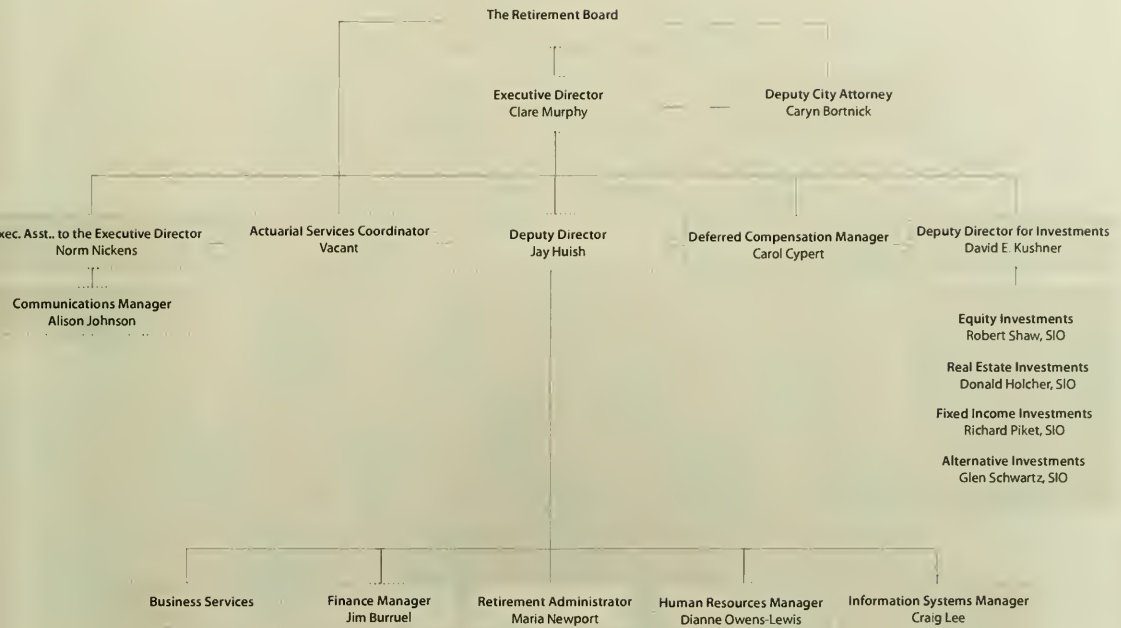 The Retirement Board
Executive Director
Clare Murphy
Deputy City Attorney
Caryn Bortnick
Asst.. to the Executive Director
Norm Nickens
Actuarial Services Coordinator
Vacant
Deputy Director
Jay Huish
Deferred Compensation Manager
Carol Cypert
Deputy Director for Investments
David E. Kushner
Communications Manager
Alison Johnson
Equity Investments
Robert Shaw, SIO
Real Estate Investments
Donald Holcher, SIO
Fixed Income Investments
Richard Piket, SIO
Alternative Investments
Glen Schwartz, SIO
Business Services
Finance Manager
Jim Burruel
Retirement Administrator
Maria Newport
Human Resources Manager
Dianne Owens-Lewis
Information Systems Manager
Craig Lee